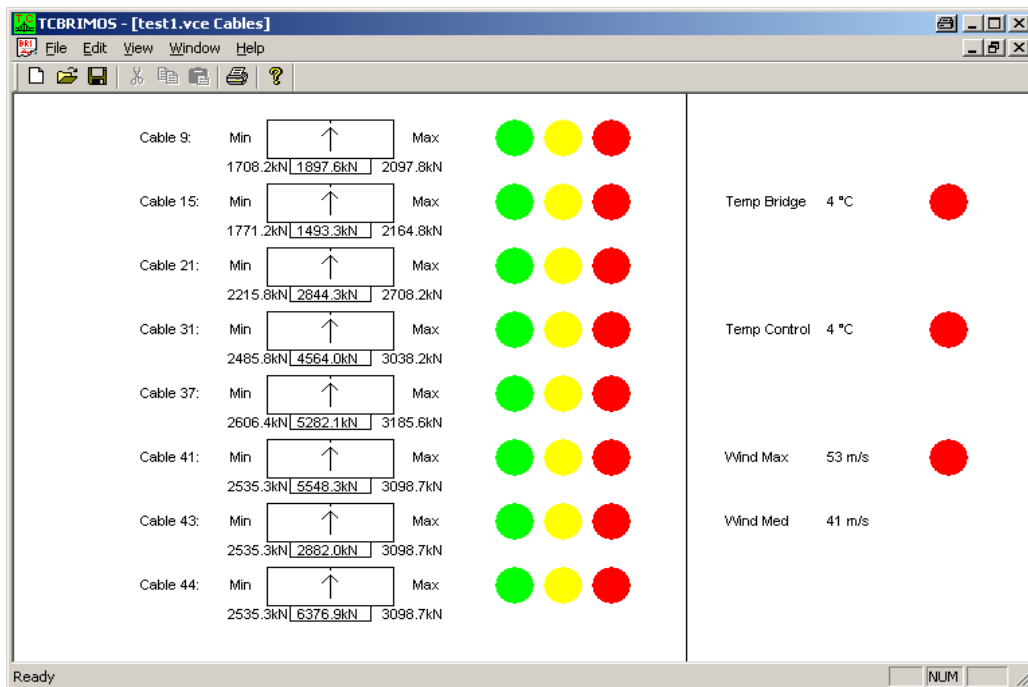 TCBRIMOS - [test1.vce Cables]
File Edit View Window Help
Cable 9: Min Max
1708.2kN 1897.6kN 2097.8kN
Cable 15: Min Max Temp Bridge 4 °C
1771.2kN 1493.3kN 2164.8kN
Cable 21: Min Max
2215.8kN 2844.3kN 2708.2kN
Cable 31: Min Max Temp Control 4 °C
2485.8kN 4564.0kN 3038.2kN
Cable 37: Min Max
2606.4kN 5282.1kN 3185.6kN
Cable 41: Min Max Wind Max 53 m/s
2535.3kN 5548.3kN 3098.7kN
Cable 43: Min Max Wind Med 41 m/s
2535.3kN 2882.0kN 3098.7kN
Cable 44: Min Max
2535.3kN 6376.9kN 3098.7kN
Ready NUM